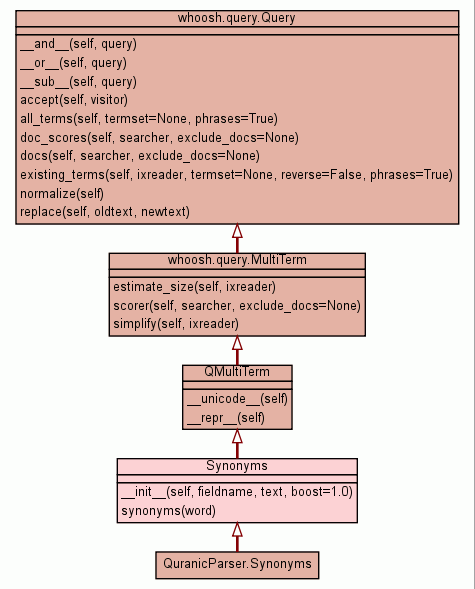 whoosh.query.Query
__and__(self, query)
__or__(self, query)
__sub__(self, query)
accept(self, visitor)
all_terms(self, termset=None, phrases=True)
doc_scores(self, searcher, exclude_docs=None)
docs(self, searcher, exclude_docs=None)
existing_terms(self, ixreader, termset=None, reverse=False, phrases=True)
normalize(self)
replace(self, oldtext, newtext)
whoosh.query.MultiTerm
estimate_size(self, ixreader)
scorer(self, searcher, exclude_docs=None)
simplify(self, ixreader)
QMultiTerm
__unicode__(self)
__repr__(self)
Synonyms
__init__(self, fieldname, text, boost=1.0)
synonyms(word)
QuranicParser.Synonyms